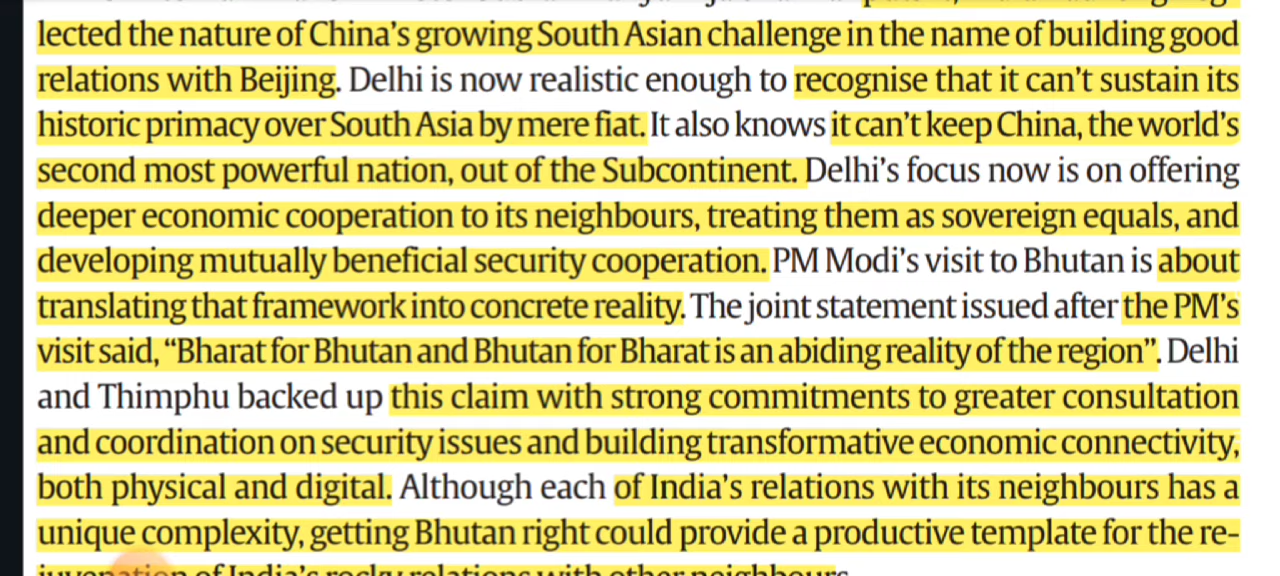 lected the nature of China's growing South Asian challenge in the name of building good
relations with Beijing. Delhi is now realistic enough to recognise that it can't sustain its
historic primacy over South Asia by mere fiat. It also knows it can't keep China, the world's
second most powerful nation, out of the Subcontinent. Delhi's focus now is on offering
deeper economic cooperation to its neighbours, treating them as sovereign equals, and
developing mutually beneficial security cooperation. PM Modi's visit to Bhutan is about
translating that framework into concrete reality. The joint statement issued after the PM's
visit said, “Bharat for Bhutan and Bhutan for Bharat is an abiding reality of the region”. Delhi
and Thimphu backed up this claim with strong commitments to greater consultation
and coordination on security issues and building transformative economic connectivity,
both physical and digital. Although each of India's relations with its neighbours has a
unique complexity, getting Bhutan right could provide a productive template for the re-
juvenation of India's rocky relations with other neighbours.